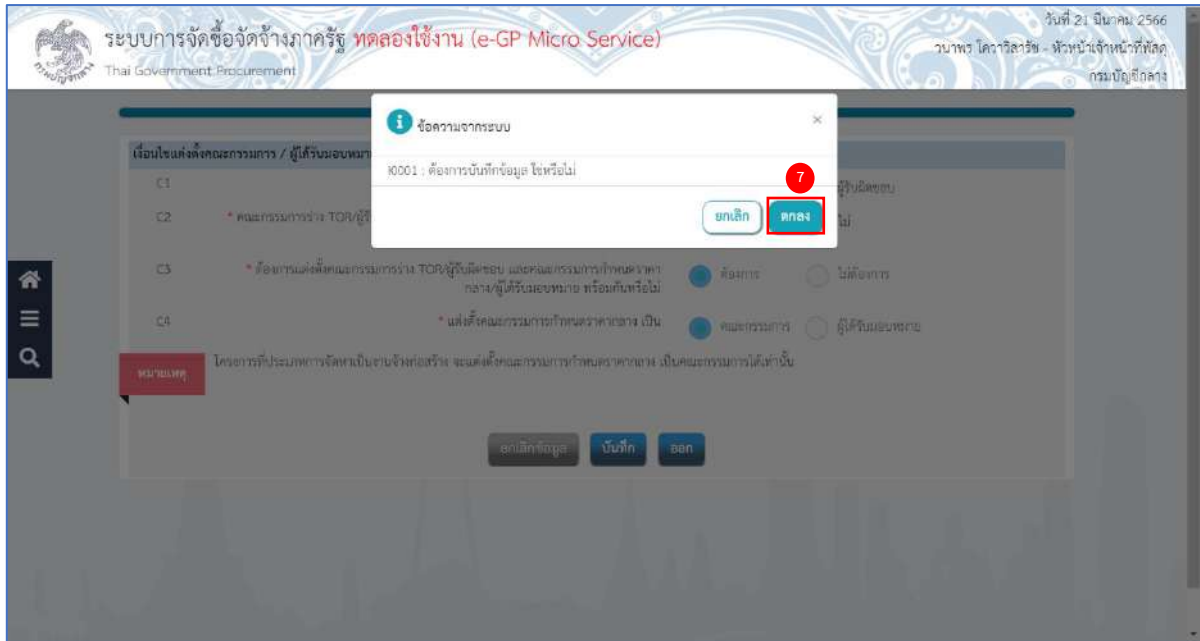 วันที่ 21 มีนาคม 2566
ระบบการจัดซื้อจัดจ้างภาครัฐ ทดลองใช้งาน (e-GP Micro Service)
วนาพร โควาวิสารัช - หัวหน้าเจ้าหน้าที่พัสดุ
Thai Government Procurement
กรมบัญชีกลาง
ข้อความจากระบบ
×
เงื่อนไขแต่งตั้งคณะกรรมการ / ผู้ได้รับมอบหมาย
I0001 : ต้องการบันทึกข้อมูล ใช่หรือไม่
7
C1
ผู้รับผิดชอบ
ยกเลิก ตกลง
C2 * คณะกรรมการร่าง TOR/ผู้รั ไม่
C3 * ต้องการแต่งตั้งคณะกรรมการร่าง TOR/ผู้รับผิดชอบ และคณะกรรมการกำหนดราคา ต้องการ ไม่ต้องการ
กลาง/ผู้ได้รับมอบหมาย พร้อมกันหรือไม่
C4 * แต่งตั้งคณะกรรมการกำหนดราคากลาง เป็น คณะกรรมการ ผู้ได้รับมอบหมาย
หมายเหตุ โครงการที่ประเภทการจัดหาเป็นงานจ้างก่อสร้าง จะแต่งตั้งคณะกรรมการกำหนดราคากลาง เป็นคณะกรรมการได้เท่านั้น
ยกเลิกข้อมูล บันทึก ออก